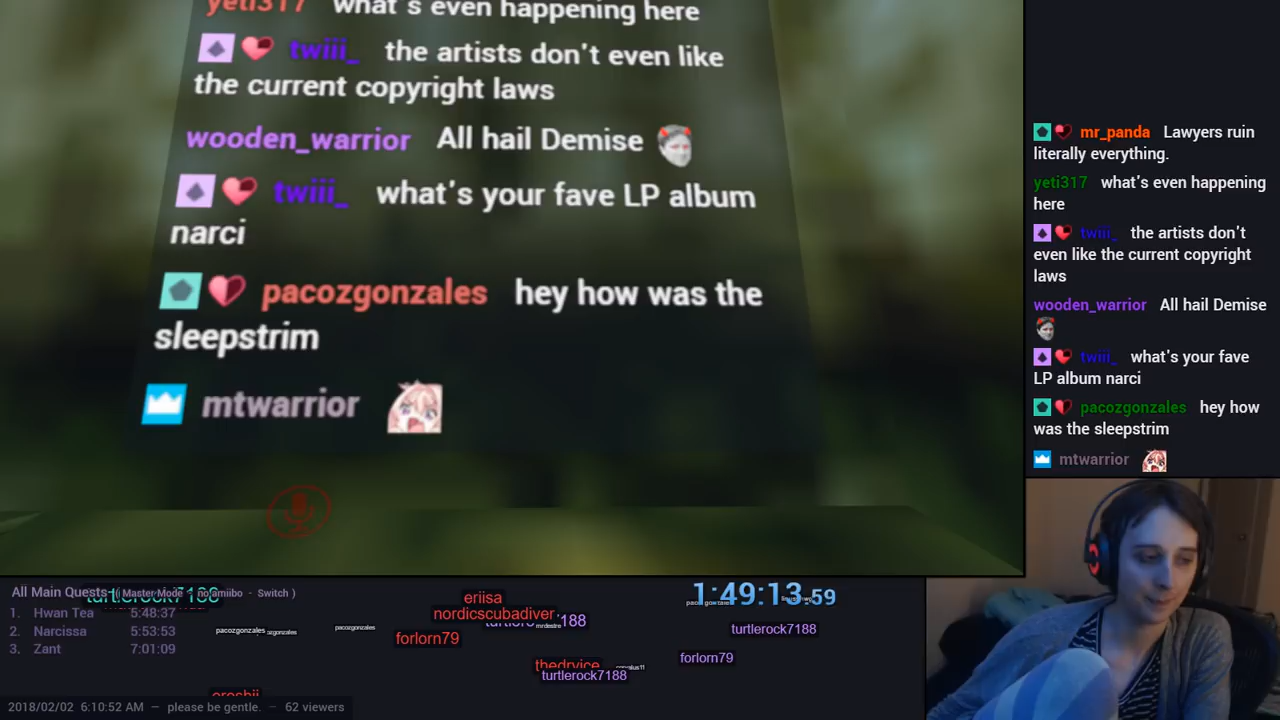 yeti317 what's even happening here
twiii_ the artists don't even like
the current copyright laws
wooden_warrior All hail Demise
twiii_ what's your fave LP album
narci
pacozgonzales hey how was the
sleepstrim
mtwarrior
mr_panda Lawyers ruin
literally everything.
yeti317 what's even happening
here
twiii_ the artists don't
even like the current copyright
laws
wooden_warrior All hail Demise
twiii_ what's your fave
LP album narci
pacozgonzales hey how
was the sleepstrim
mtwarrior
All Main Quests ( Master Mode - no amiibo - Switch )
turtlerock7188
1. Hwan Tea 5:48:37
2. Narcissa 5:53:53
3. Zant 7:01:09
pacozgonzales
pacozgonzales
eriisa
nordicscubadiver
188
forlorn79
thedryice
turtlerock7188
1:49:13.59
turtlerock7188
forlorn79
2018/02/02 6:10:52 AM — please be gentle. — 62 viewers